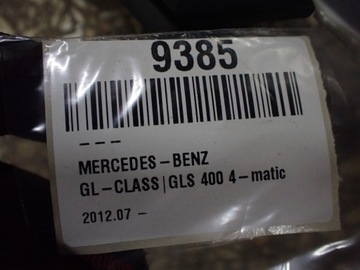 9385
- - -
MERCEDES-BENZ
GL-CLASS|GLS 400 4-matic
2012.07 -